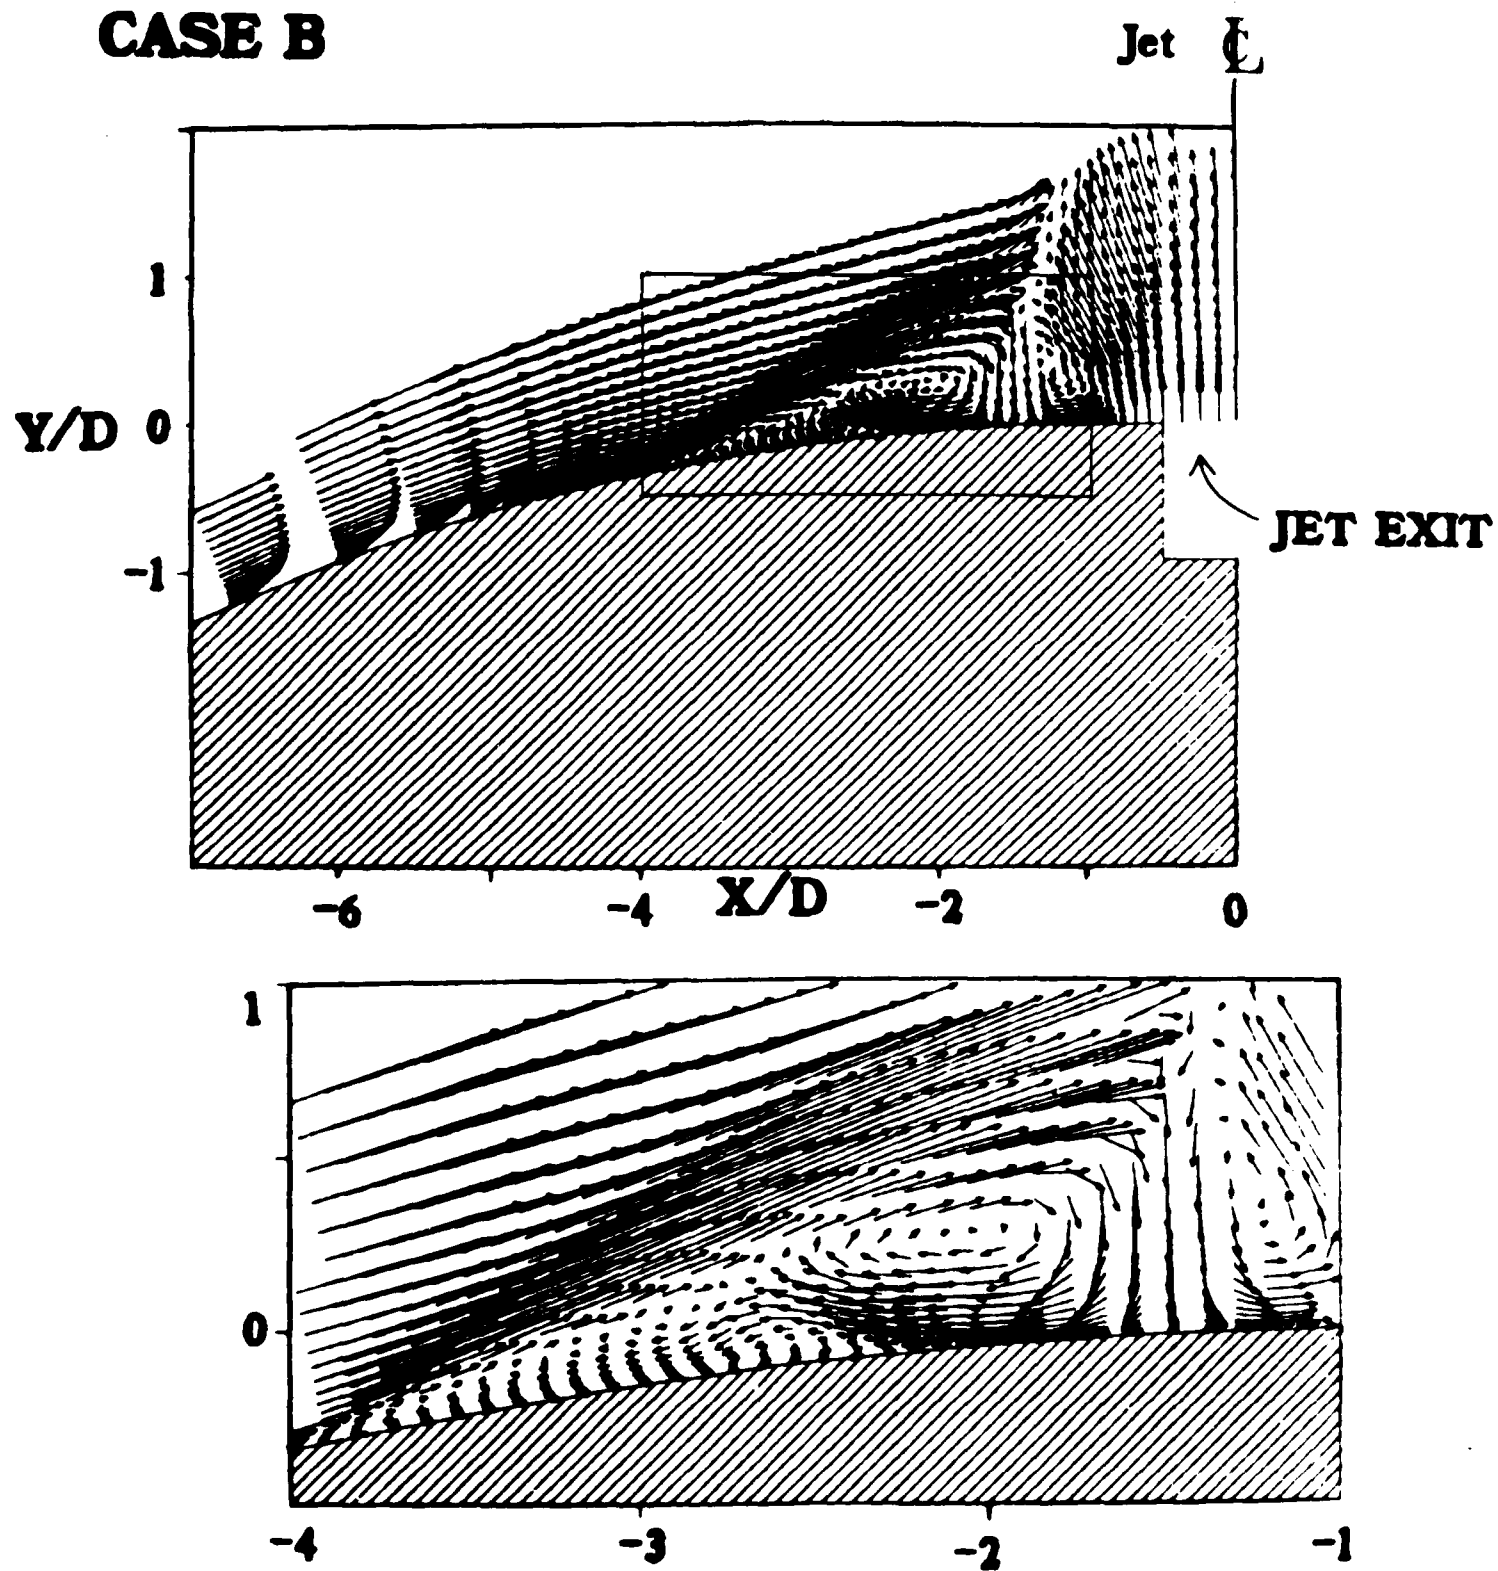 CASE B
Jet ℄
1
Y/D 0
-1
JET EXIT
-6 -4 X/D -2 0
1
0
-4 -3 -2 -1